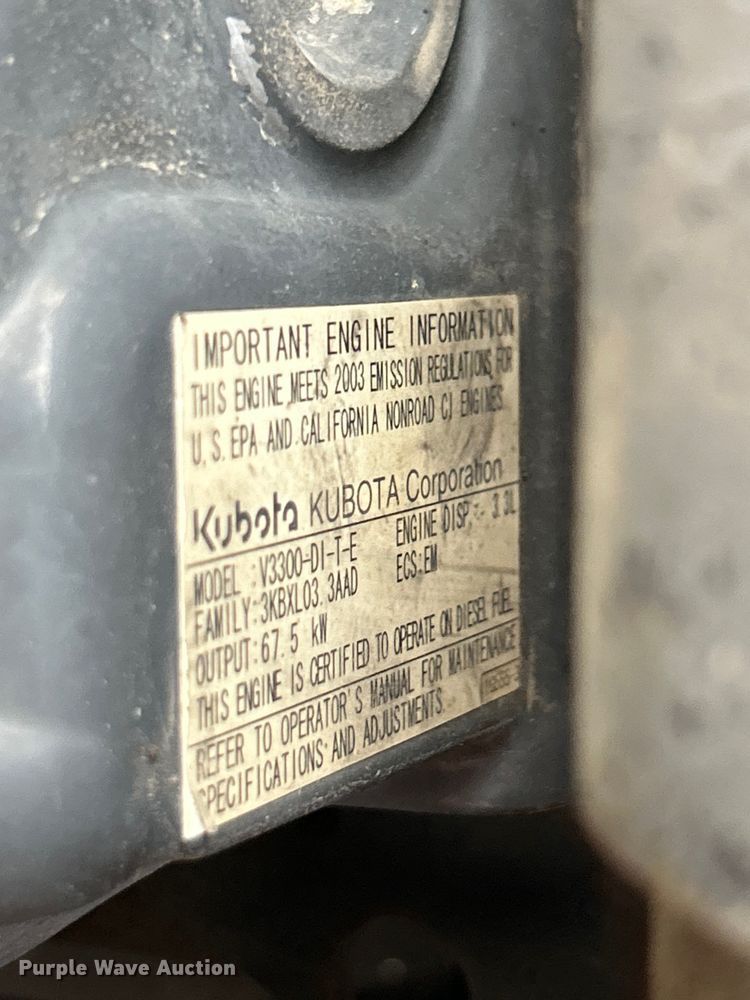 IMPORTANT ENGINE INFORMATION
THIS ENGINE MEETS 2003 EMISSION REGULATIONS FOR
U.S. EPA AND CALIFORNIA NONROAD CI ENGINES
Kubota KUBOTA Corporation
MODEL :V3300-DI-T-E ENGINE DISP.: 3.3L
FAMILY:3KBXL03.3AAD ECS:EM
OUTPUT:67.5 kW
THIS ENGINE IS CERTIFIED TO OPERATE ON DIESEL FUEL
REFER TO OPERATOR'S MANUAL FOR MAINTENANCE
SPECIFICATIONS AND ADJUSTMENTS.
Purple Wave Auction